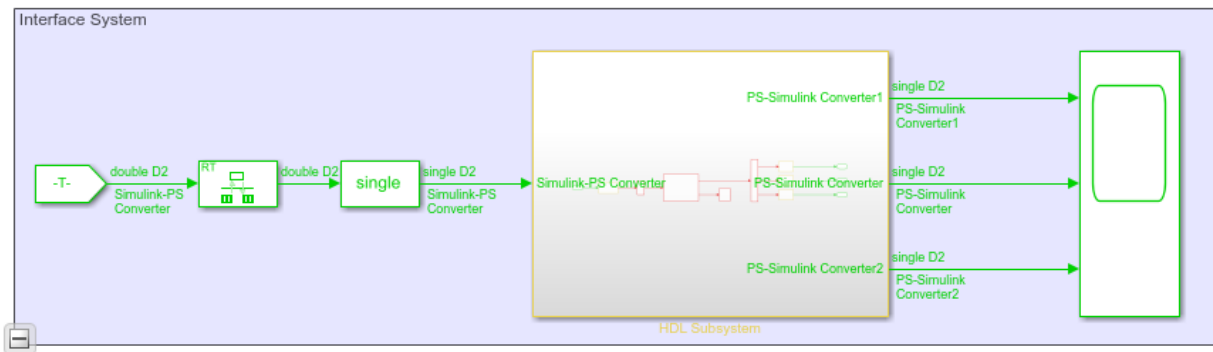 Interface System
-T-
double D2
Simulink-PS
Converter
RT
double D2
single
single D2
Simulink-PS
Converter
Simulink-PS Converter
PS-Simulink Converter1
PS-Simulink Converter
PS-Simulink Converter2
HDL Subsystem
single D2
PS-Simulink
Converter1
single D2
PS-Simulink
Converter
single D2
PS-Simulink
Converter2